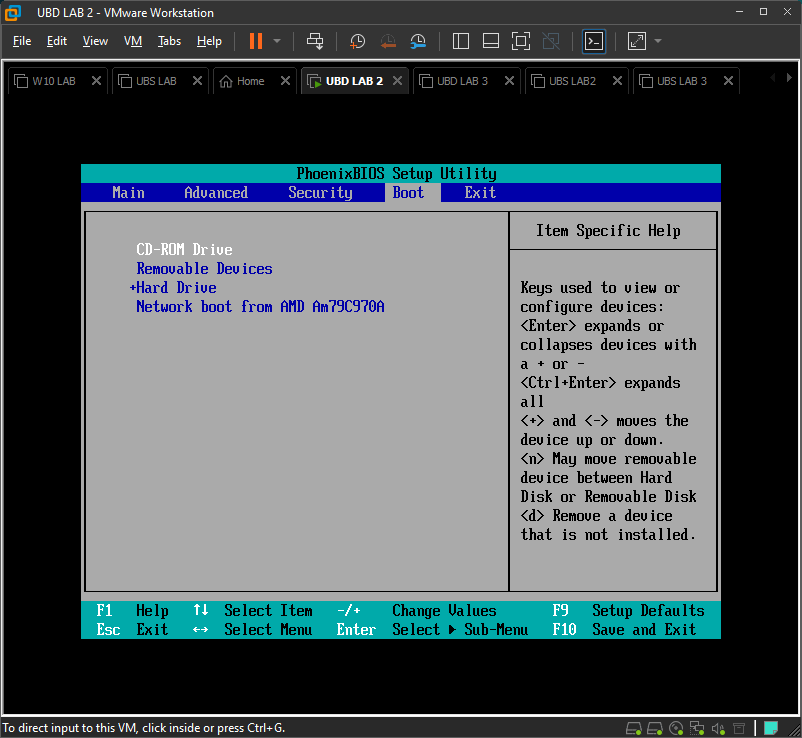 UBD LAB 2 - VMware Workstation
File Edit View VM Tabs Help
W10 LAB UBS LAB Home UBD LAB 2 UBD LAB 3 UBS LAB2 UBS LAB 3
PhoenixBIOS Setup Utility
Main Advanced Security Boot Exit
CD-ROM Drive
Removable Devices
+Hard Drive
Network boot from AMD Am79C970A
Item Specific Help
Keys used to view or
configure devices:
<Enter> expands or
collapses devices with
a + or -
<Ctrl+Enter> expands
all
<+> and <-> moves the
device up or down.
<n> May move removable
device between Hard
Disk or Removable Disk
<d> Remove a device
that is not installed.
F1 Help ↑↓ Select Item -/+ Change Values F9 Setup Defaults
Esc Exit ↔ Select Menu Enter Select ▶ Sub-Menu F10 Save and Exit
To direct input to this VM, click inside or press Ctrl+G.